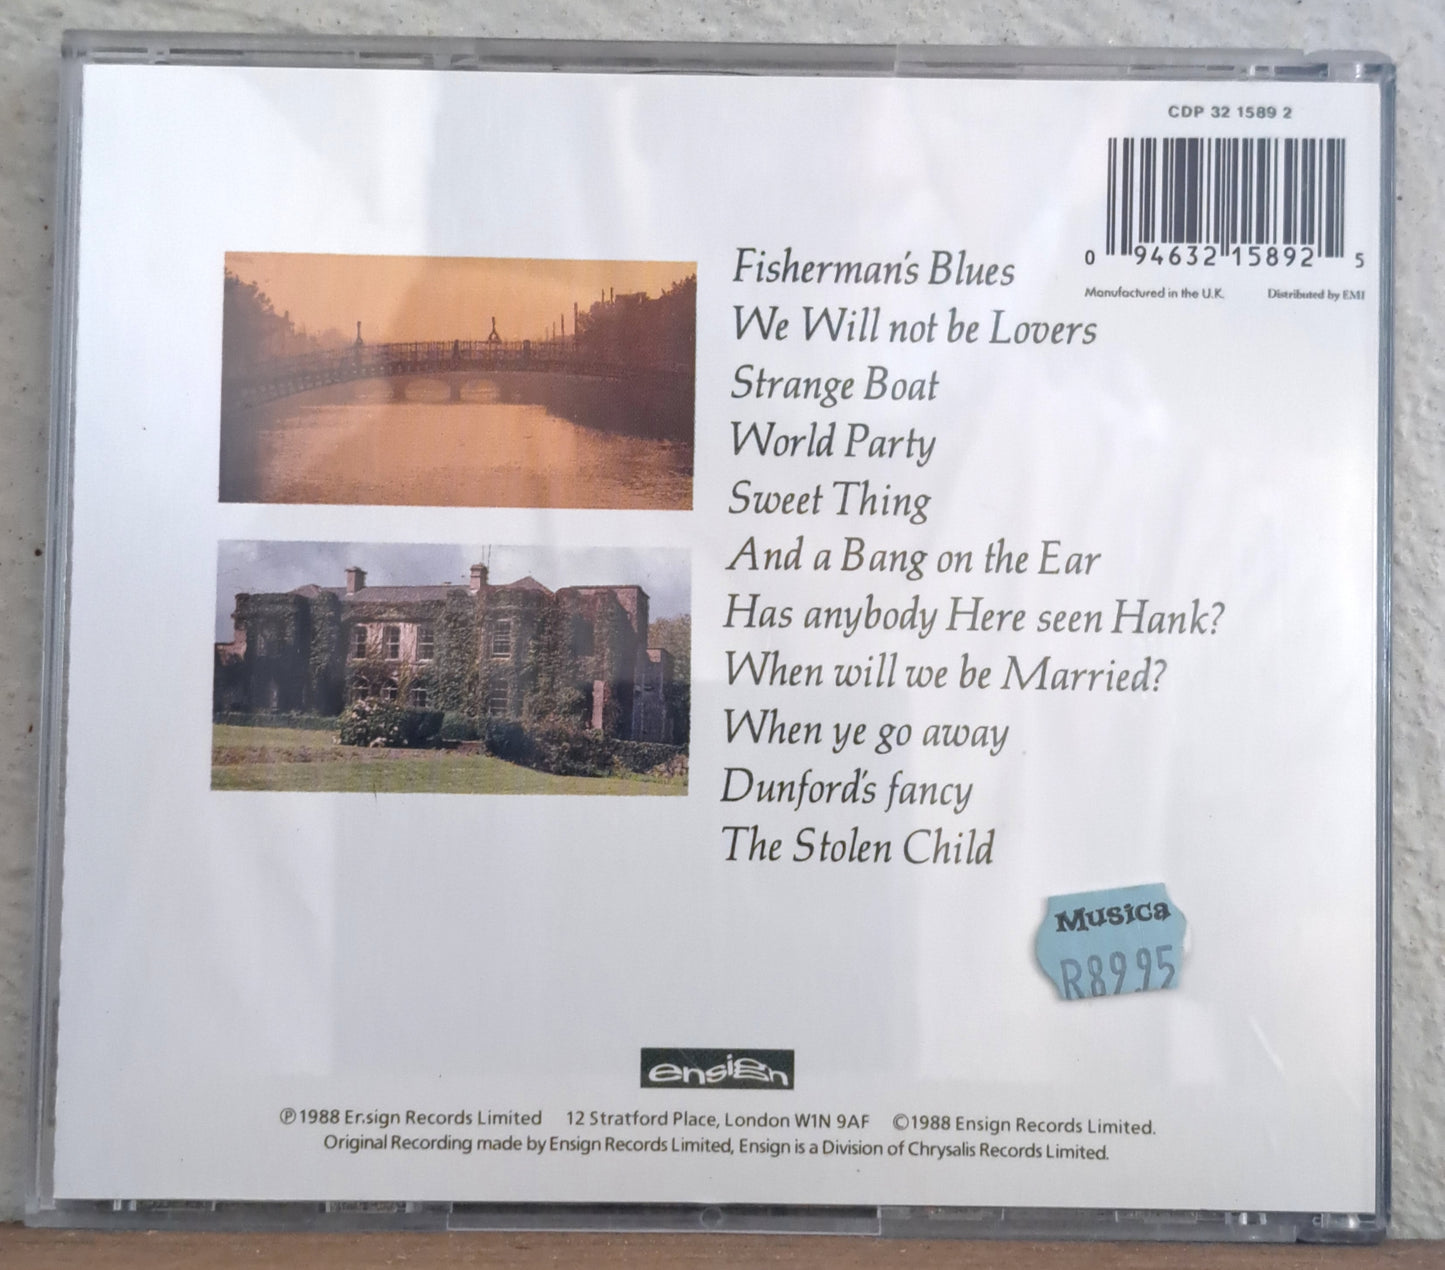 CDP 32 1589 2
0 94632 15892 5
Manufactured in the U.K. Distributed by EMI
Fisherman's Blues
We Will not be Lovers
Strange Boat
World Party
Sweet Thing
And a Bang on the Ear
Has anybody Here seen Hank?
When will we be Married?
When ye go away
Dunford's fancy
The Stolen Child
Musica
R89.95
ensign
℗1988 Er.sign Records Limited 12 Stratford Place, London W1N 9AF ©1988 Ensign Records Limited.
Original Recording made by Ensign Records Limited, Ensign is a Division of Chrysalis Records Limited.